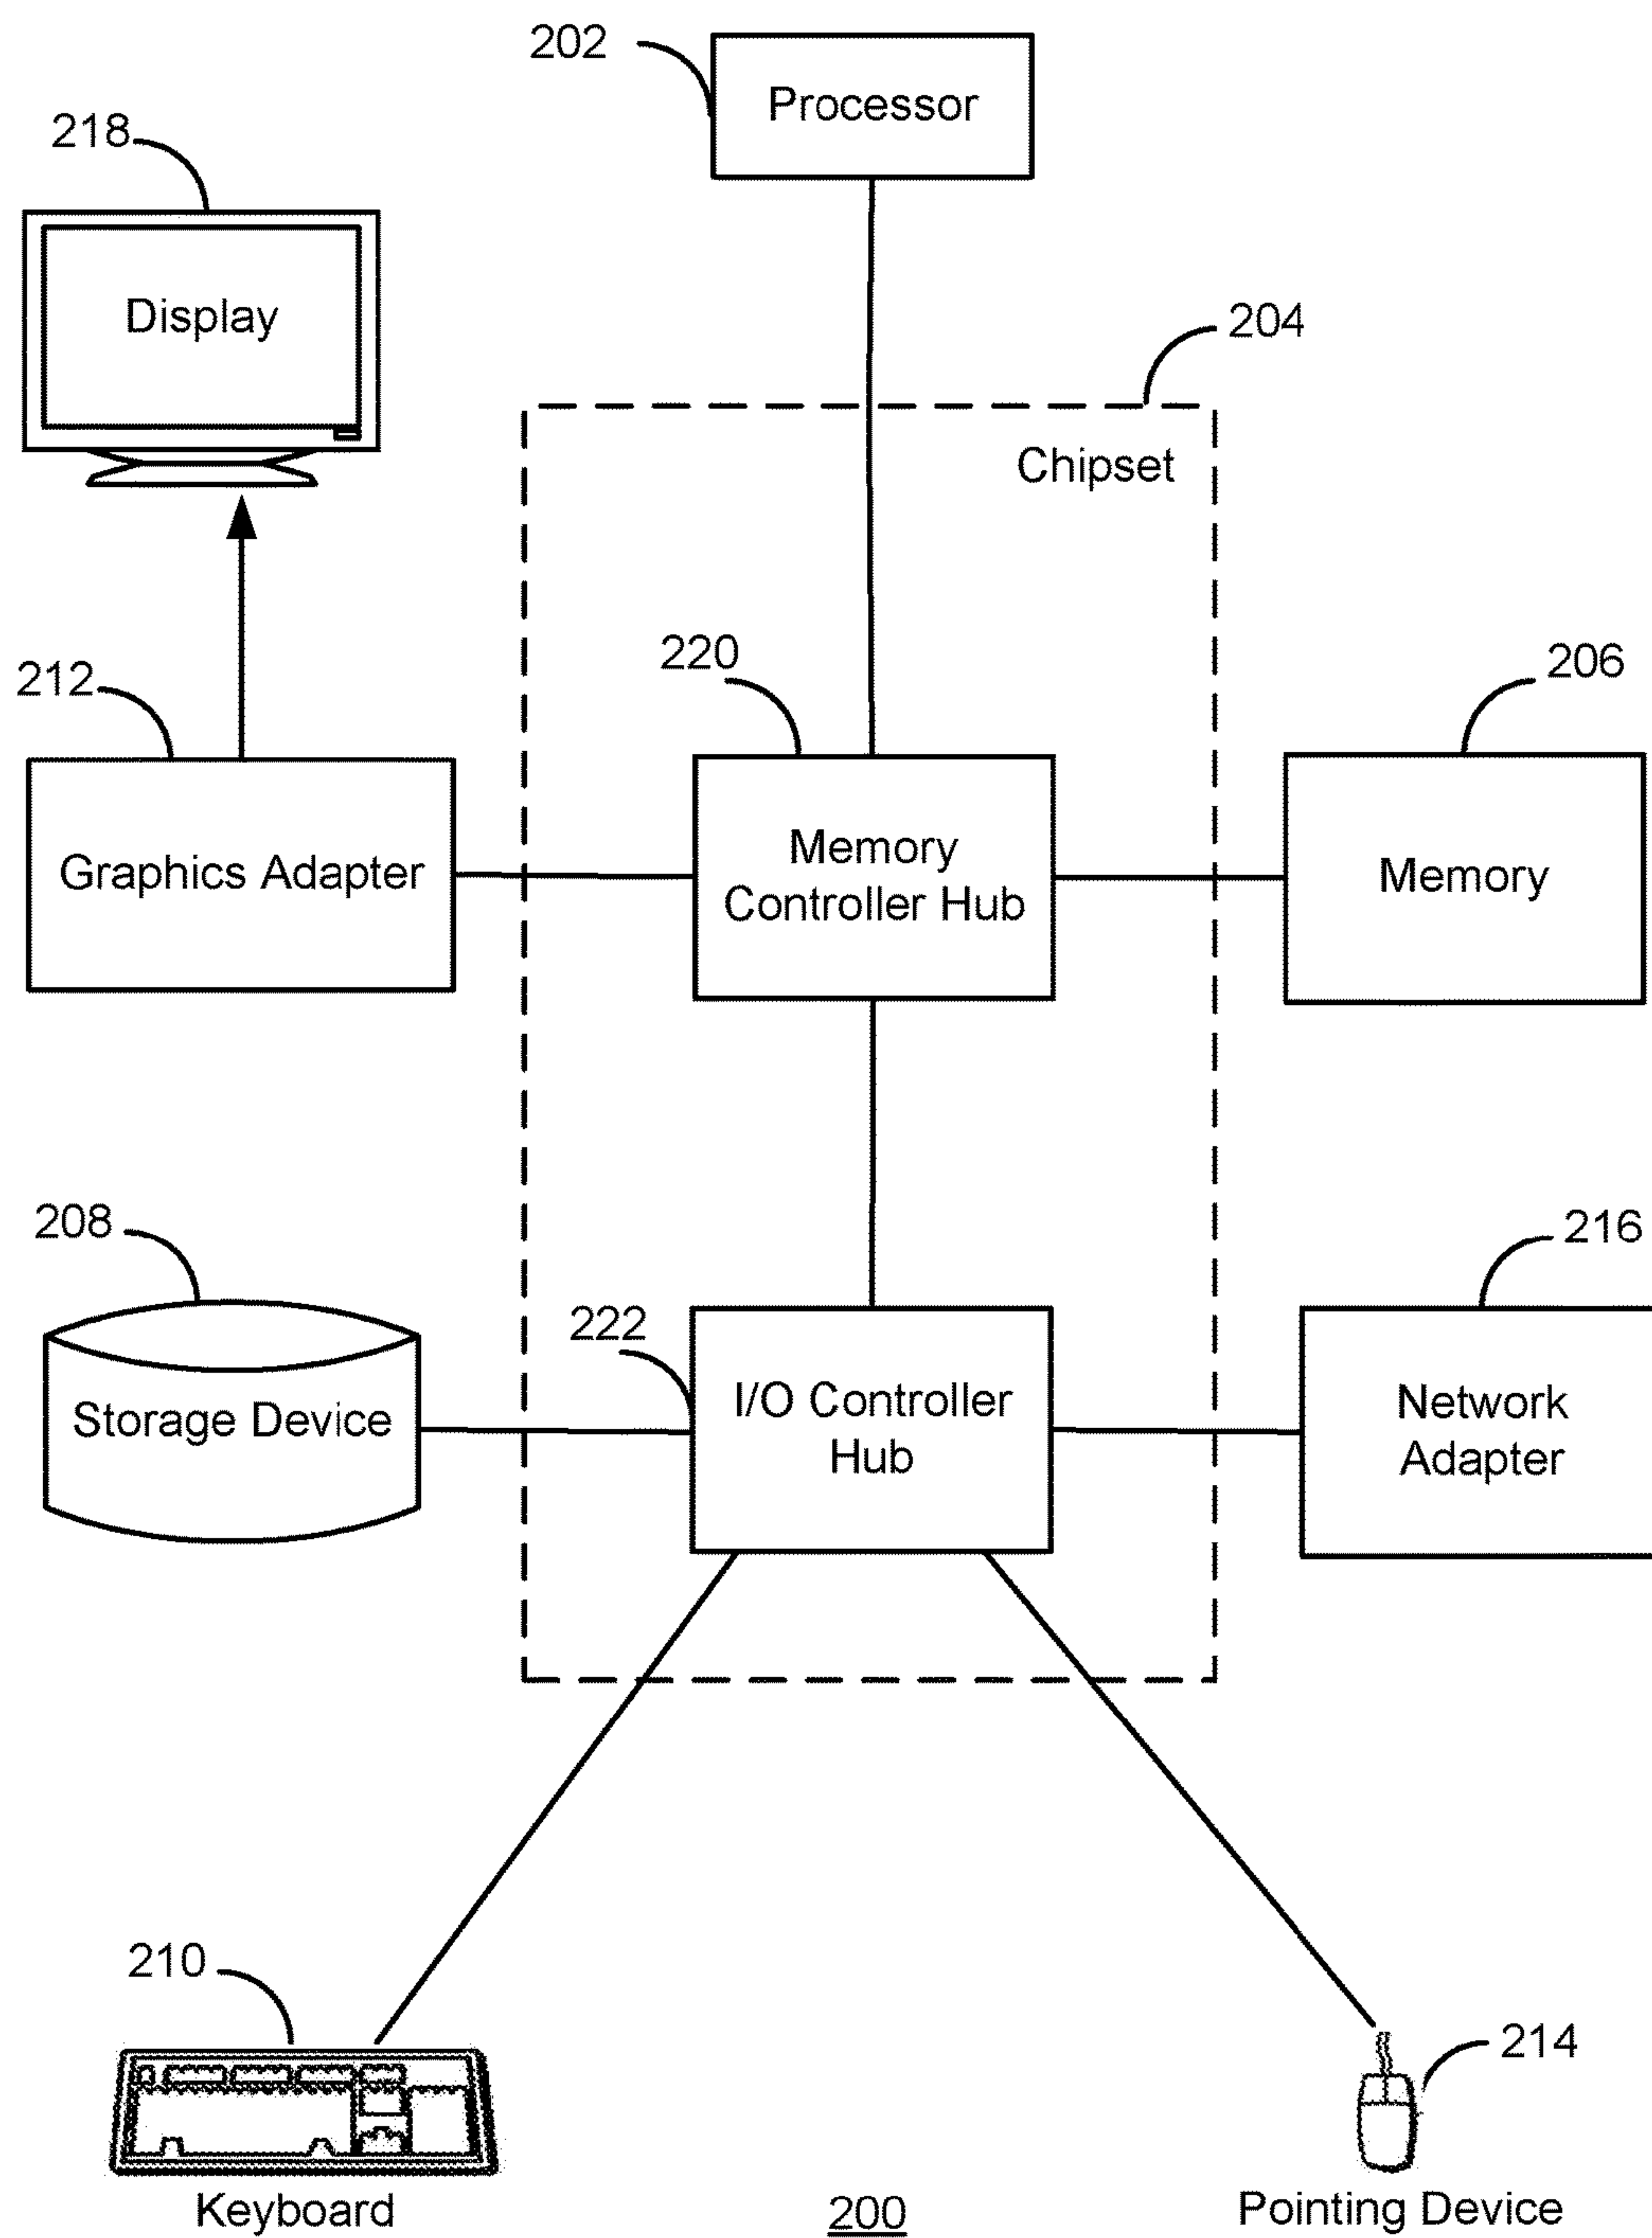 202
Processor
218
Display
204
Chipset
212
220
206
Graphics Adapter
Memory
Controller Hub
Memory
208
222
216
Storage Device
I/O Controller
Hub
Network
Adapter
210
214
Keyboard
200
Pointing Device